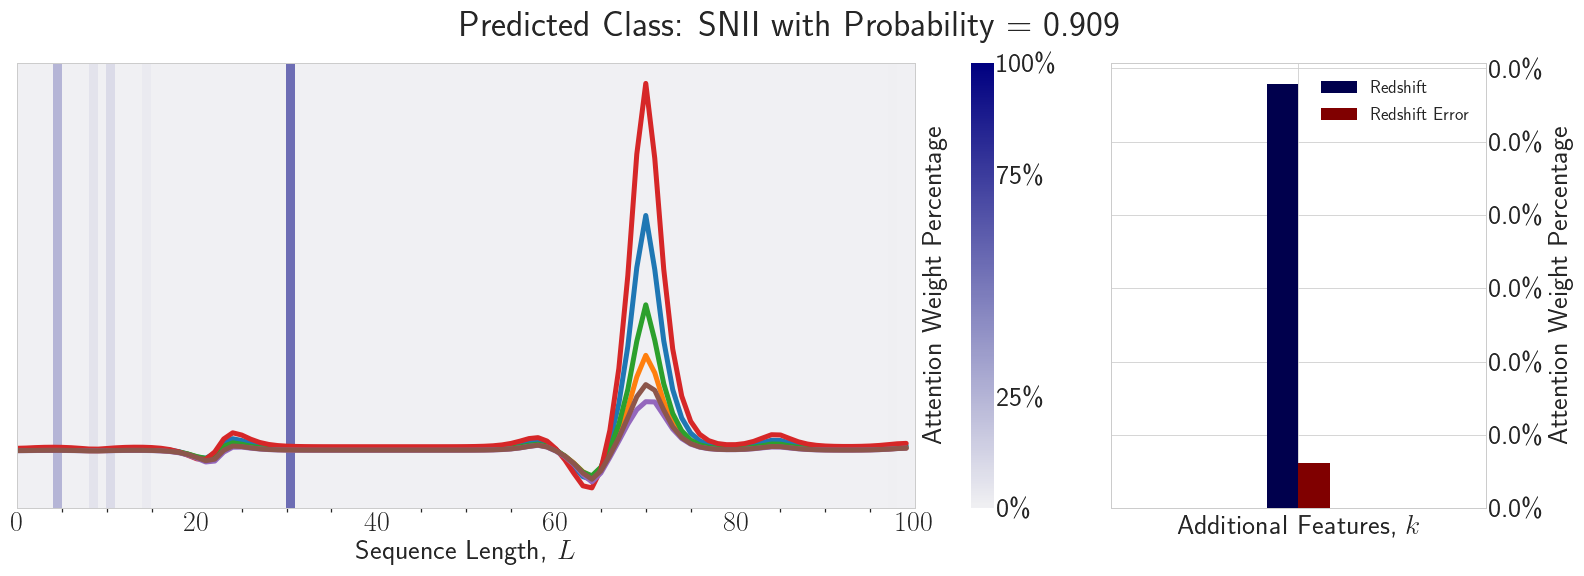 Predicted Class: SNII with Probability = 0.909
0 20 40 60 80 100
Sequence Length, L
100%
75%
25%
0%
Attention Weight Percentage
Redshift
Redshift Error
0.0%
0.0%
0.0%
0.0%
0.0%
0.0%
0.0%
Attention Weight Percentage
Additional Features, k